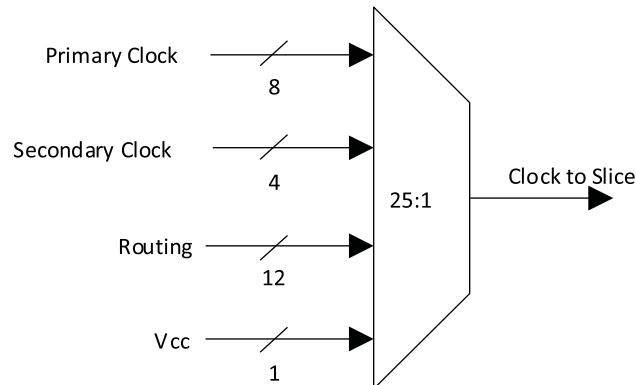 Primary Clock
8
Secondary Clock
4
25:1
Clock to Slice
Routing
12
Vcc
1